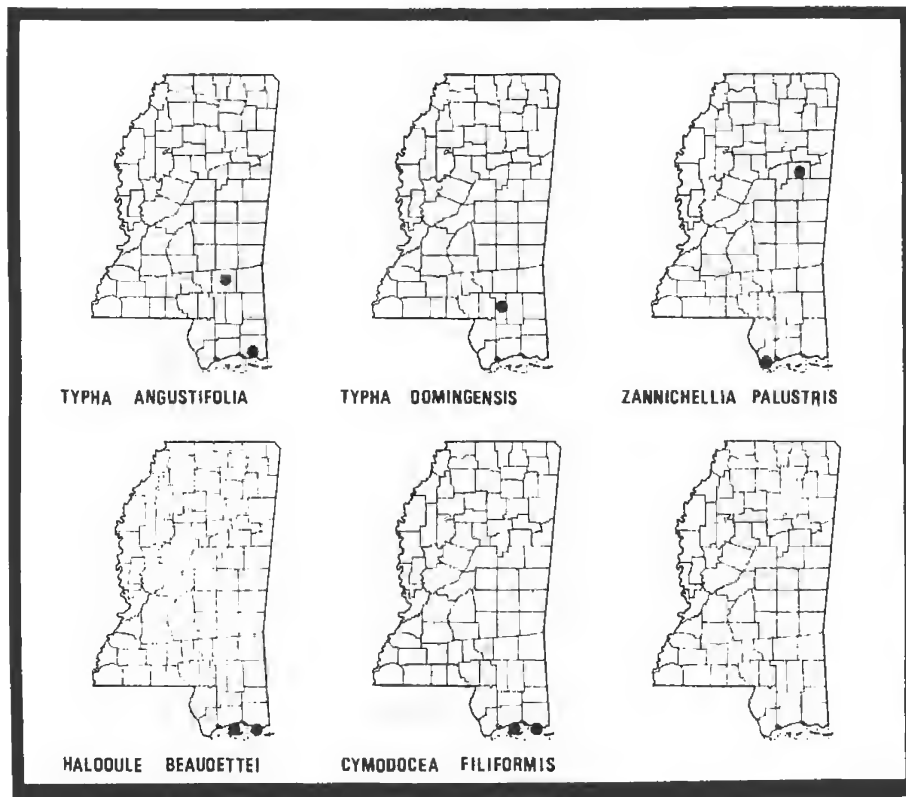 TYPHA ANGUSTIFOLIA
TYPHA DOMINGENSIS
ZANNICHELLIA PALUSTRIS
HALODULE BEAUDETTEI
CYMODOCEA FILIFORMIS